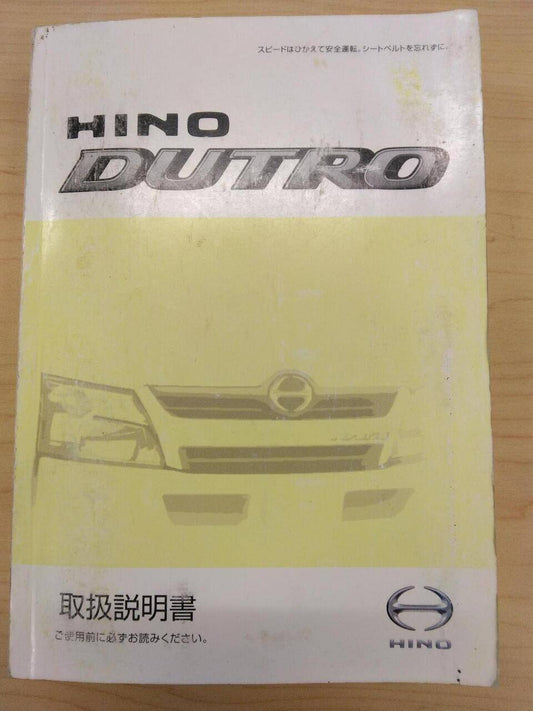 スピードはひかえて安全運転。シートベルトを忘れずに。
HINO
DUTRO
取扱説明書
ご使用前に必ずお読みください。
HINO